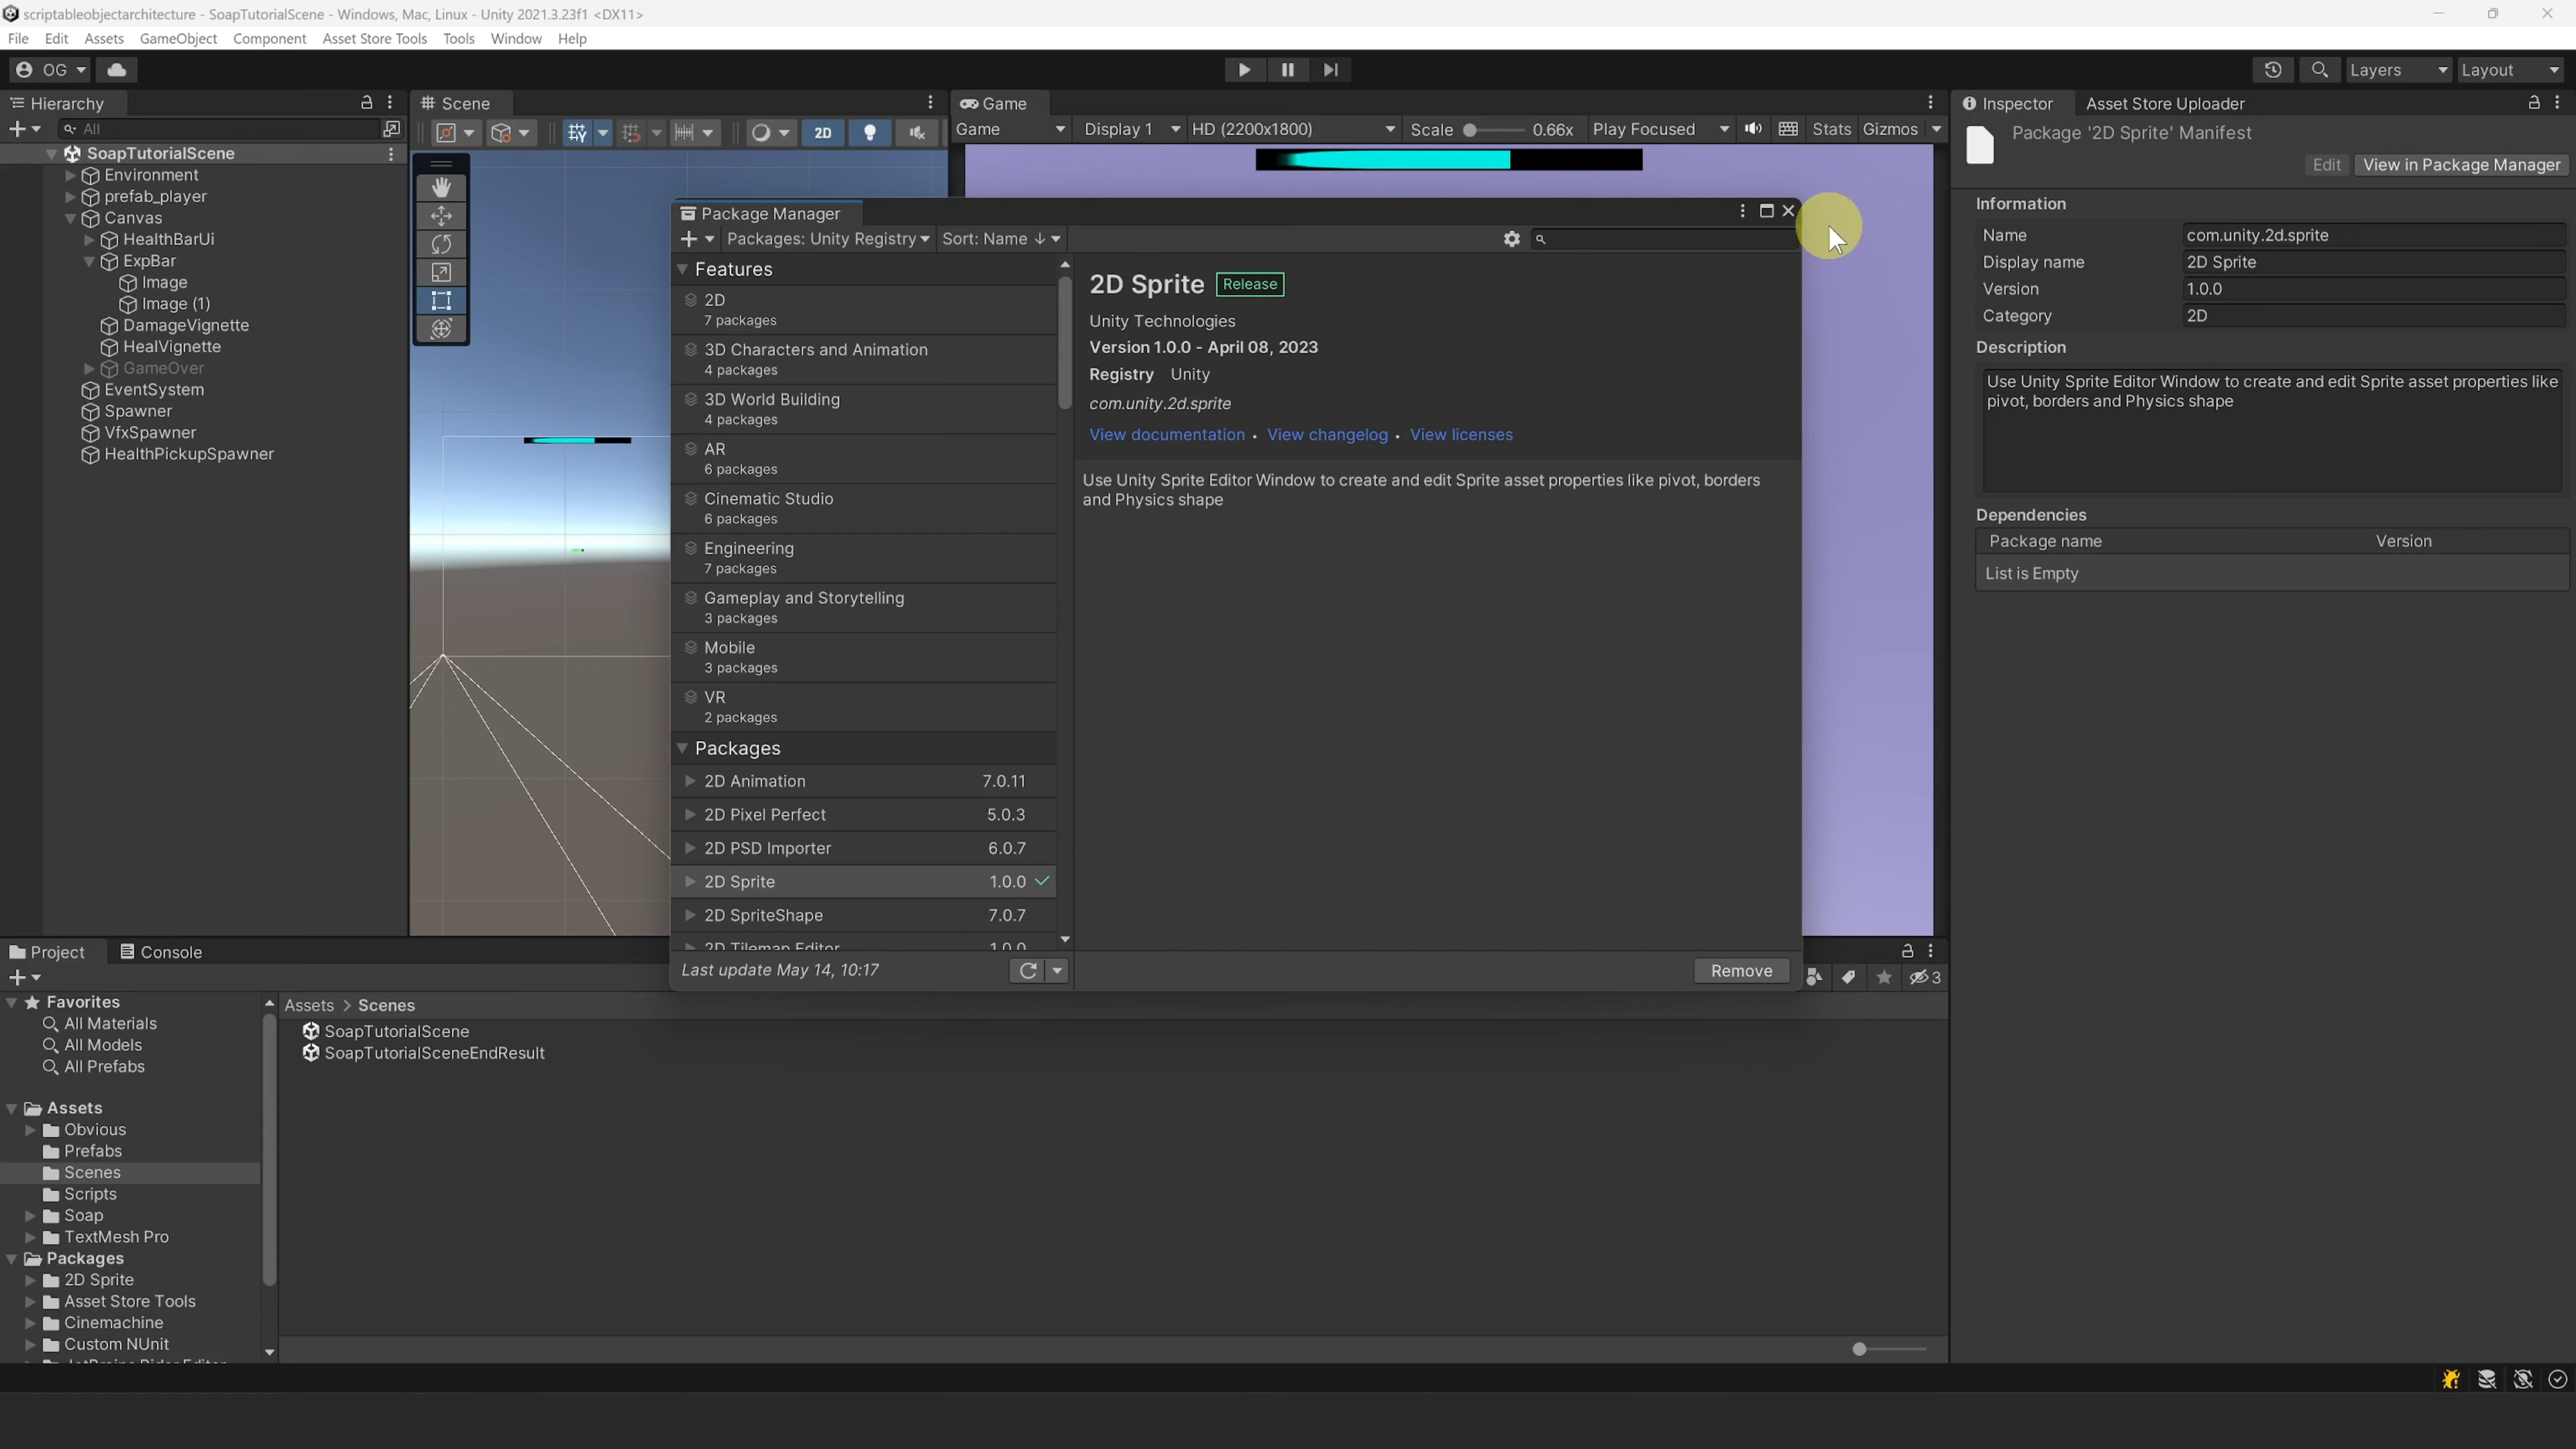 scriptableobjectarchitecture - SoapTutorialScene - Windows, Mac, Linux - Unity 2021.3.23f1 <DX11>
File Edit Assets GameObject Component Asset Store Tools Tools Window Help
OG Layers Layout
Hierarchy
All
SoapTutorialScene
Environment
prefab_player
Canvas
HealthBarUi
ExpBar
Image
Image (1)
DamageVignette
HealVignette
GameOver
EventSystem
Spawner
VfxSpawner
HealthPickupSpawner
Scene
2D
Game
Game Display 1 HD (2200x1800) Scale 0.66x Play Focused Stats Gizmos
Package Manager
Packages: Unity Registry Sort: Name ↓
Features
2D
7 packages
3D Characters and Animation
4 packages
3D World Building
4 packages
AR
6 packages
Cinematic Studio
6 packages
Engineering
7 packages
Gameplay and Storytelling
3 packages
Mobile
3 packages
VR
2 packages
Packages
2D Animation 7.0.11
2D Pixel Perfect 5.0.3
2D PSD Importer 6.0.7
2D Sprite 1.0.0
2D SpriteShape 7.0.7
2D Tilemap Editor 1.0.0
Last update May 14, 10:17
2D Sprite Release
Unity Technologies
Version 1.0.0 - April 08, 2023
Registry Unity
com.unity.2d.sprite
View documentation • View changelog • View licenses
Use Unity Sprite Editor Window to create and edit Sprite asset properties like pivot, borders
and Physics shape
Remove
Inspector Asset Store Uploader
Package '2D Sprite' Manifest
Edit View in Package Manager
Information
Name com.unity.2d.sprite
Display name 2D Sprite
Version 1.0.0
Category 2D
Description
Use Unity Sprite Editor Window to create and edit Sprite asset properties like
pivot, borders and Physics shape
Dependencies
Package name Version
List is Empty
Project Console
3
Favorites
All Materials
All Models
All Prefabs
Assets
Obvious
Prefabs
Scenes
Scripts
Soap
TextMesh Pro
Packages
2D Sprite
Asset Store Tools
Cinemachine
Custom NUnit
JetBrains Rider Editor
Assets > Scenes
SoapTutorialScene
SoapTutorialSceneEndResult